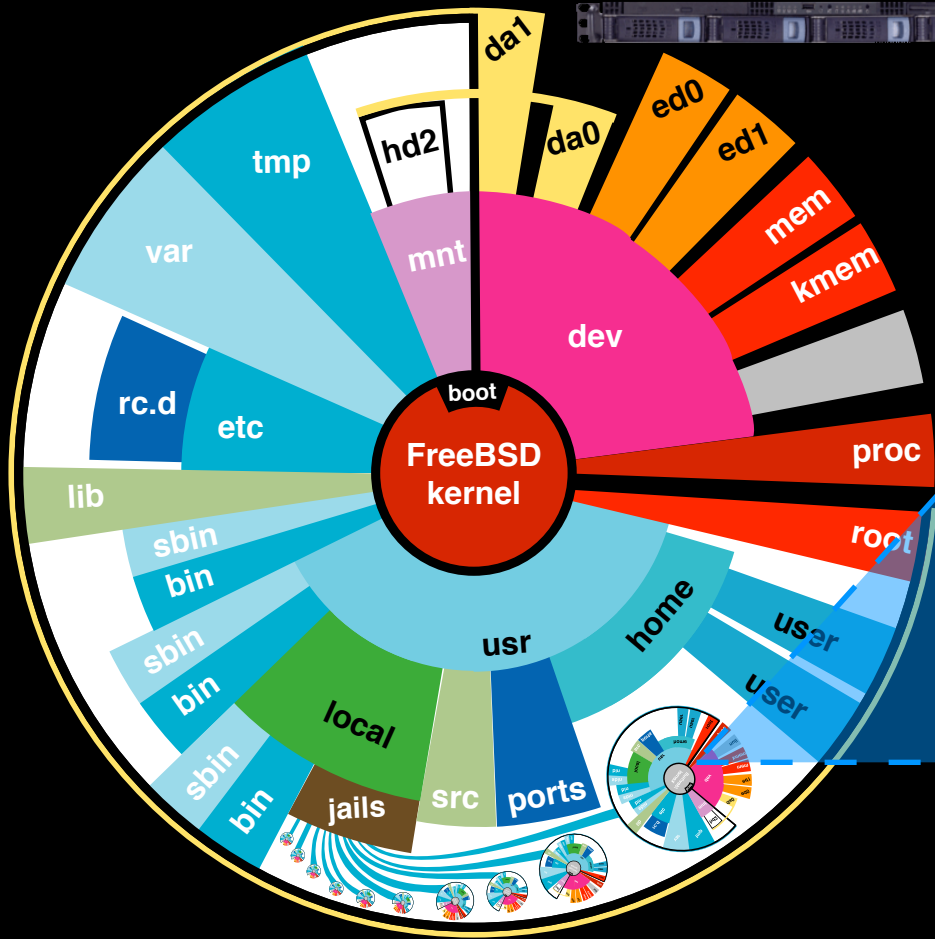 da1
hd2
da0
ed0
ed1
tmp
mem
var
mnt
kmem
dev
boot
rc.d
etc
FreeBSD
kernel
proc
lib
root
sbin
bin
home
user
usr
sbin
user
bin
local
sbin
src
ports
bin
jails